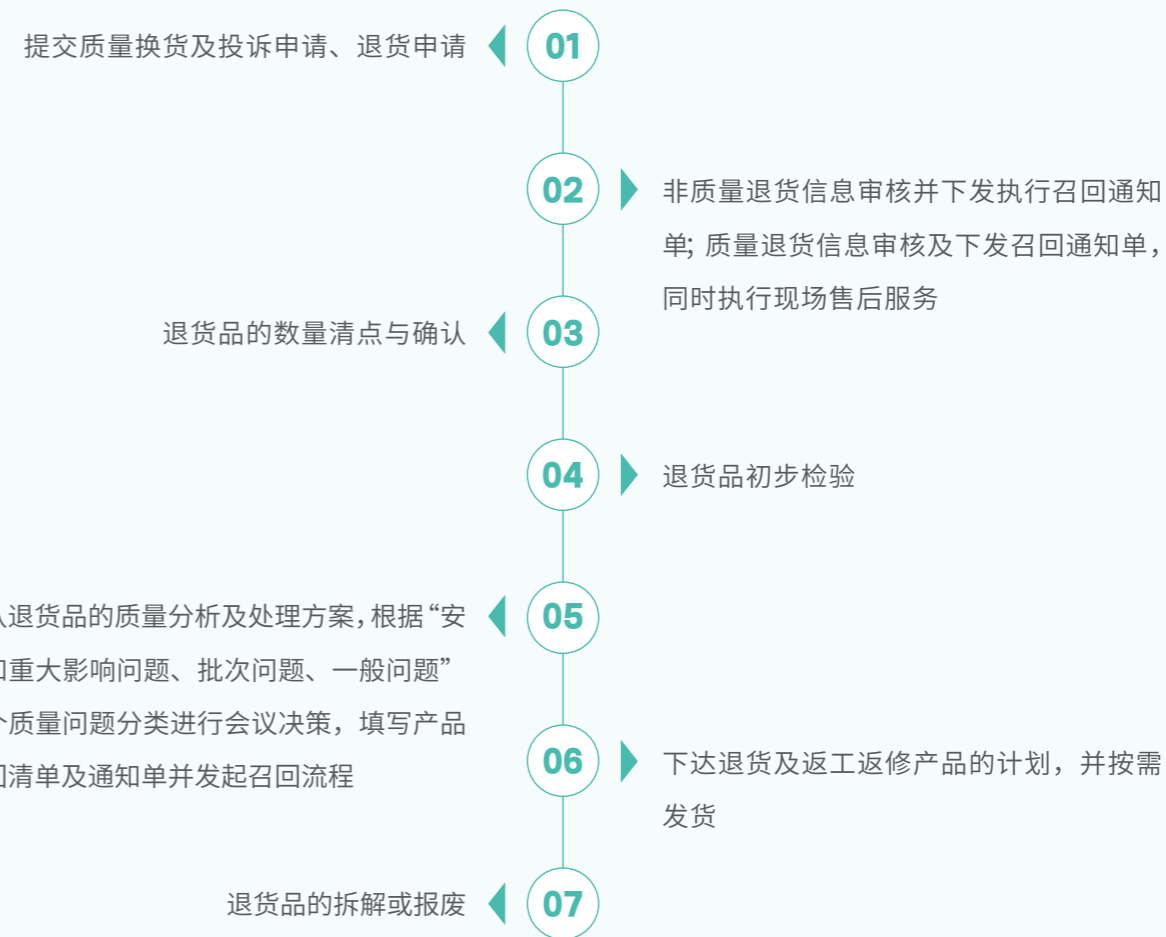 提交质量换货及投诉申请、退货申请
01
02
非质量退货信息审核并下发执行召回通知
单; 质量退货信息审核及下发召回通知单，
同时执行现场售后服务
退货品的数量清点与确认
03
04
退货品初步检验
退货品的质量分析及处理方案，根据“安
重大影响问题、批次问题、一般问题”
质量问题分类进行会议决策，填写产品
清单及通知单并发起召回流程
05
06
下达退货及返工返修产品的计划，并按需
发货
退货品的拆解或报废
07